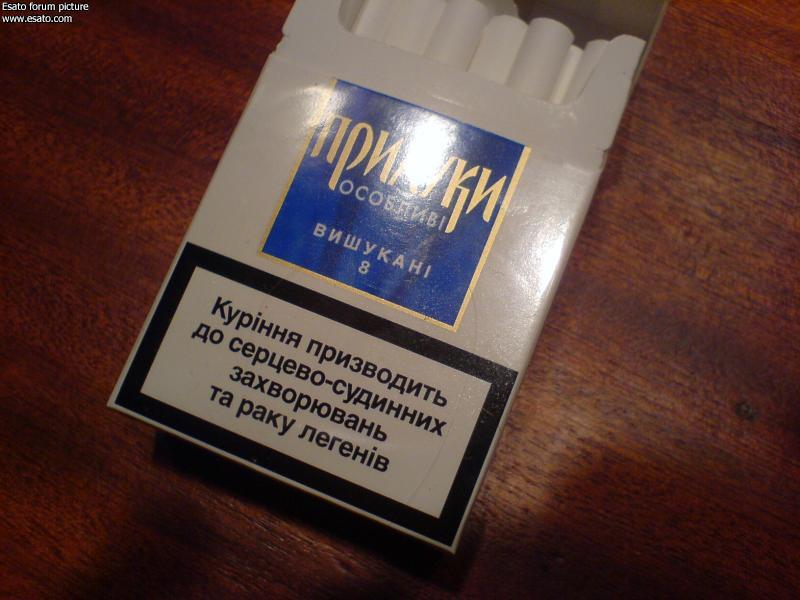 Esato forum picture
www.esato.com
ПРИЛУКИ
ОСОБЛИВІ
ВИШУКАНІ
8
Куріння призводить
до серцево-судинних
захворювань
та раку легенів